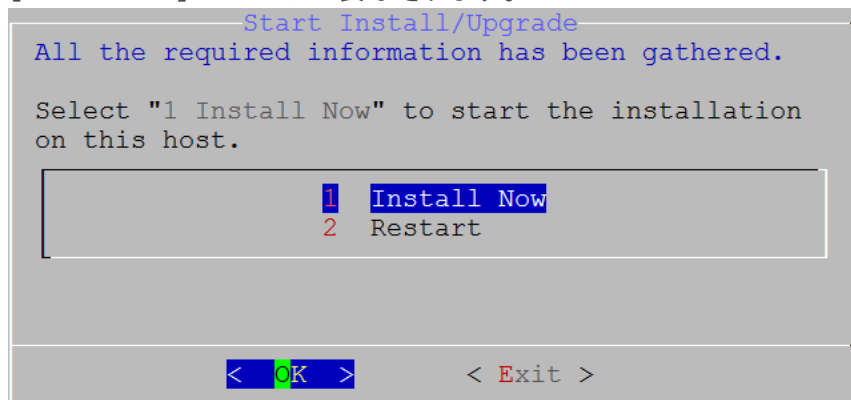 Start Install/Upgrade
All the required information has been gathered.
Select "1 Install Now" to start the installation
on this host.
1 Install Now
2 Restart
< OK > < Exit >